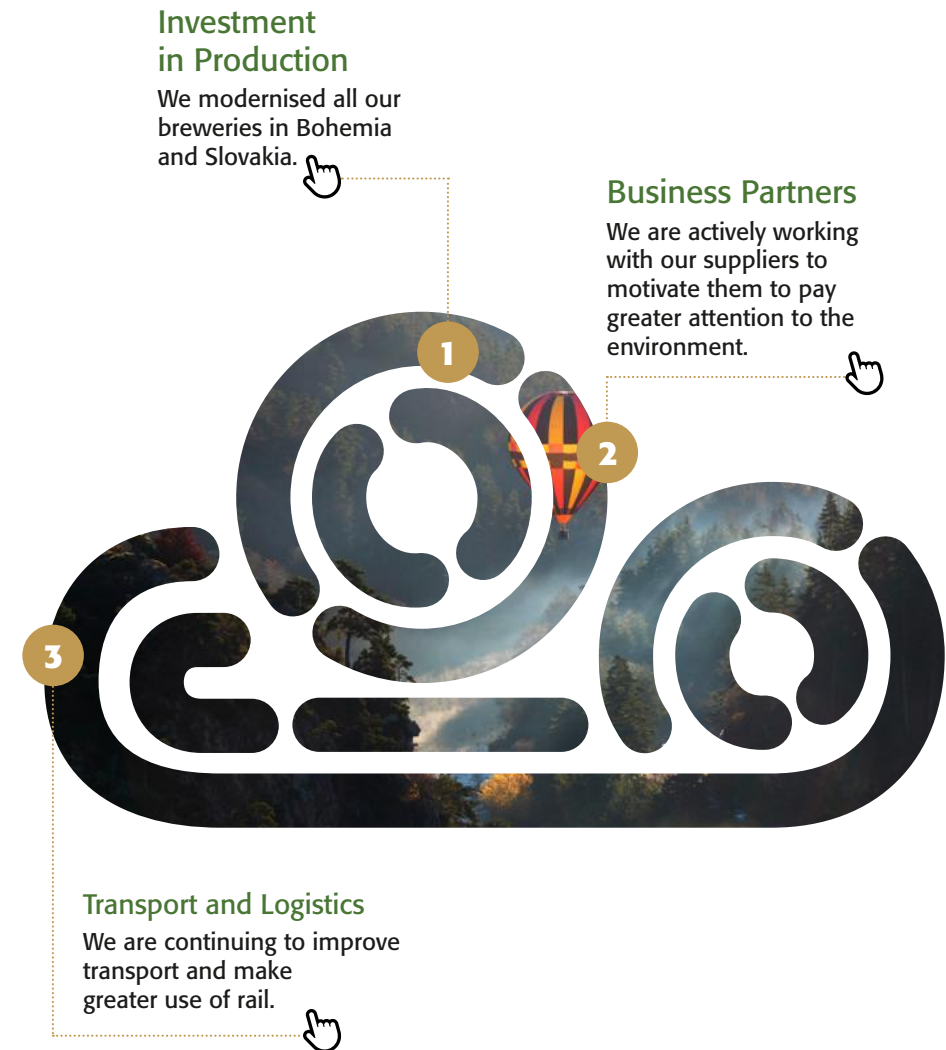 Investment
in Production
We modernised all our
breweries in Bohemia
and Slovakia.
1
Business Partners
We are actively working
with our suppliers to
motivate them to pay
greater attention to the
environment.
2
3
Transport and Logistics
We are continuing to improve
transport and make
greater use of rail.